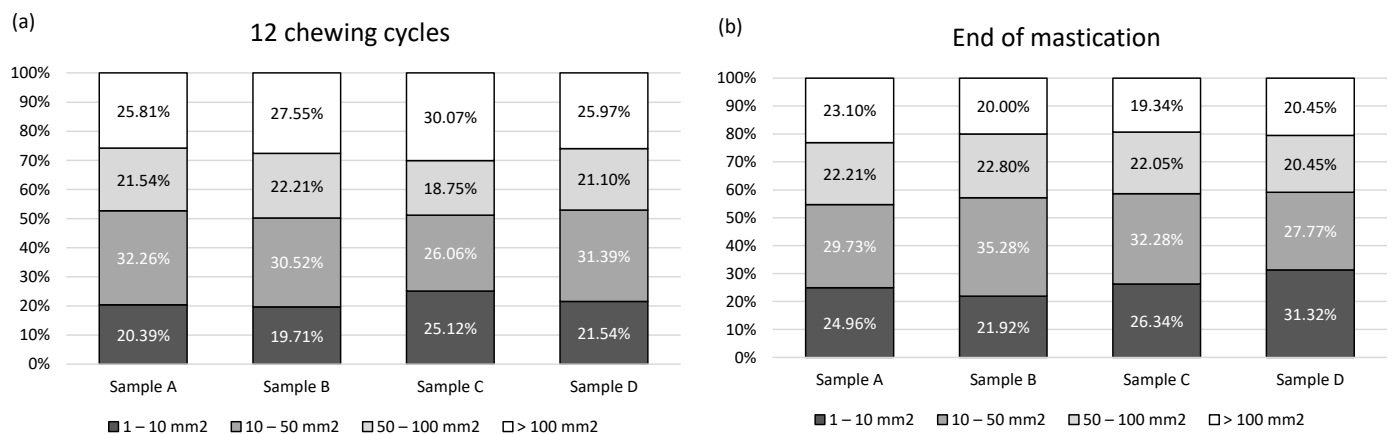 (a)
12 chewing cycles
100%
90%
80%
70%
60%
50%
40%
30%
20%
10%
0%
25.81% 27.55% 30.07% 25.97%
21.54% 22.21% 18.75% 21.10%
32.26% 30.52% 26.06% 31.39%
20.39% 19.71% 25.12% 21.54%
Sample A Sample B Sample C Sample D
1 – 10 mm2 10 – 50 mm2 50 – 100 mm2 > 100 mm2
(b)
End of mastication
100%
90%
80%
70%
60%
50%
40%
30%
20%
10%
0%
23.10% 20.00% 19.34% 20.45%
22.21% 22.80% 22.05% 20.45%
29.73% 35.28% 32.28% 27.77%
24.96% 21.92% 26.34% 31.32%
Sample A Sample B Sample C Sample D
1 – 10 mm2 10 – 50 mm2 50 – 100 mm2 > 100 mm2